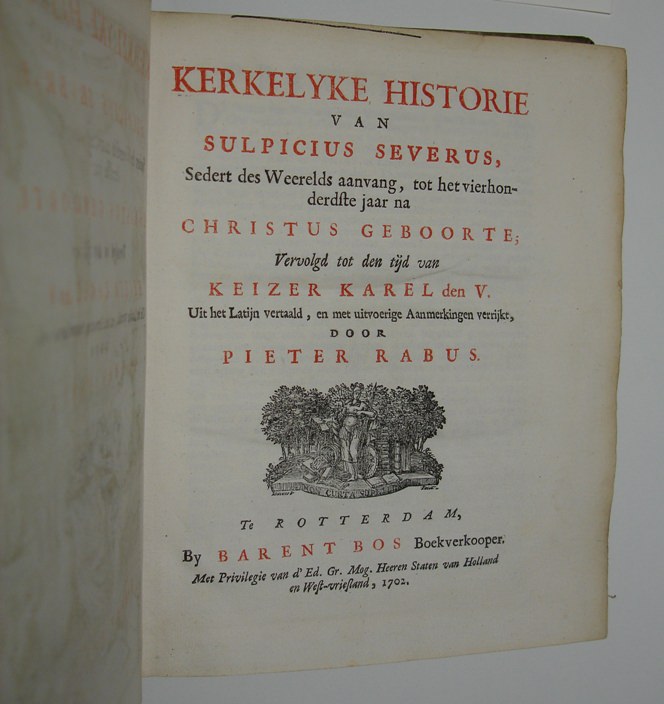 KERKELYKE HISTORIE
VAN
SULPICIUS SEVERUS,
Sedert des Weerelds aanvang, tot het vierhon-
derdſte jaar na
CHRISTUS GEBOORTE;
Vervolgd tot den tijd van
KEIZER KAREL den V.
Uit het Latijn vertaald, en met uitvoerige Aanmerkingen verrijkt,
DOOR
PIETER RABUS.
CURTA
Te ROTTERDAM,
By BARENT BOS Boekverkooper.
Met Privilegie van d' Ed. Gr. Mog. Heeren Staten van Holland
en Weſt-vrieſland, 1702.